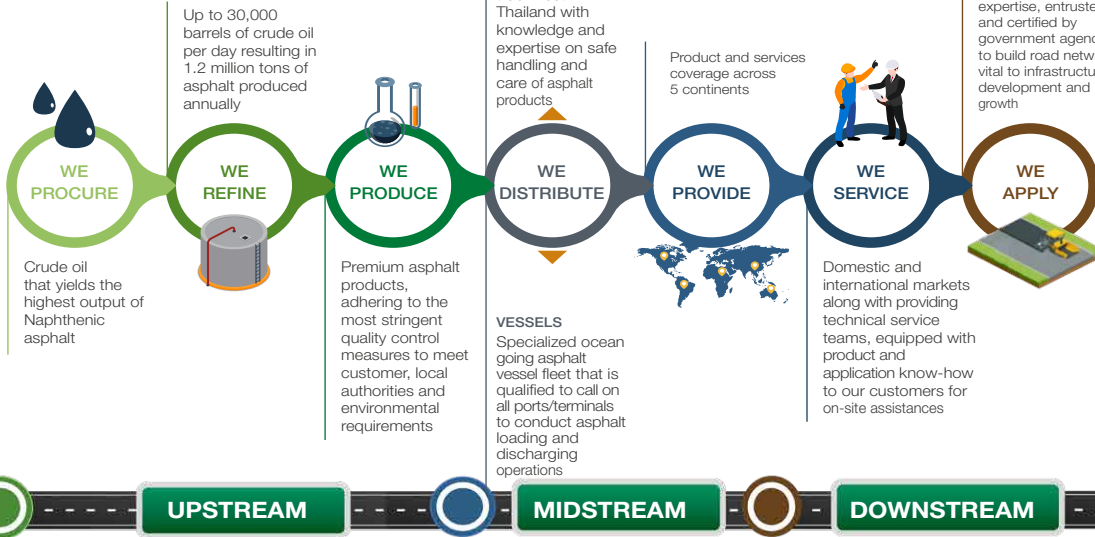 Up to 30,000
barrels of crude oil
per day resulting in
1.2 million tons of
asphalt produced
annually
Thailand with
knowledge and
expertise on safe
handling and
care of asphalt
products
Product and services
coverage across
5 continents
expertise,
and certified by
government
to build road
vital to
development and
growth
WE
PROCURE
WE
REFINE
WE
PRODUCE
WE
DISTRIBUTE
WE
PROVIDE
WE
SERVICE
WE
APPLY
Crude oil
that yields the
highest output of
Naphthenic
asphalt
Premium asphalt
products,
adhering to the
most stringent
quality control
measures to meet
customer, local
authorities and
environmental
requirements
VESSELS
Specialized ocean
going asphalt
vessel fleet that is
qualified to call on
all ports/terminals
to conduct asphalt
loading and
discharging
operations
Domestic and
international markets
along with providing
technical service
teams, equipped with
product and
application know-how
to our customers for
on-site assistances
UPSTREAM
MIDSTREAM
DOWNSTREAM